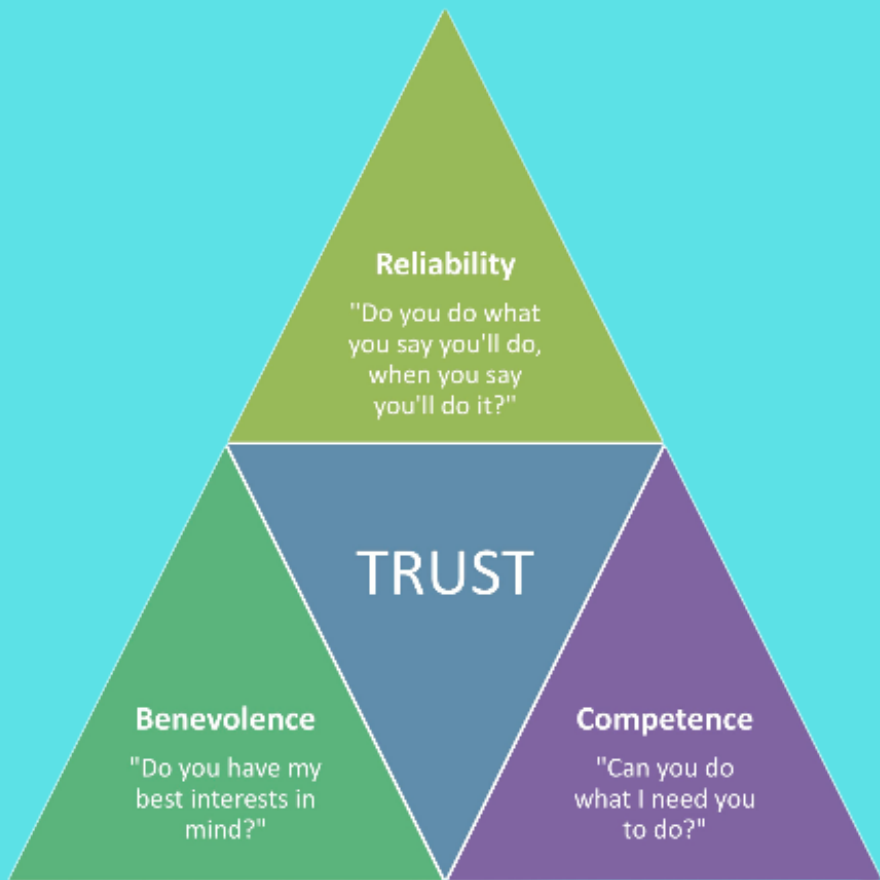 Reliability
"Do you do what
you say you'll do,
when you say
you'll do it?"
TRUST
Benevolence
"Do you have my
best interests in
mind?"
Competence
"Can you do
what I need you
to do?"